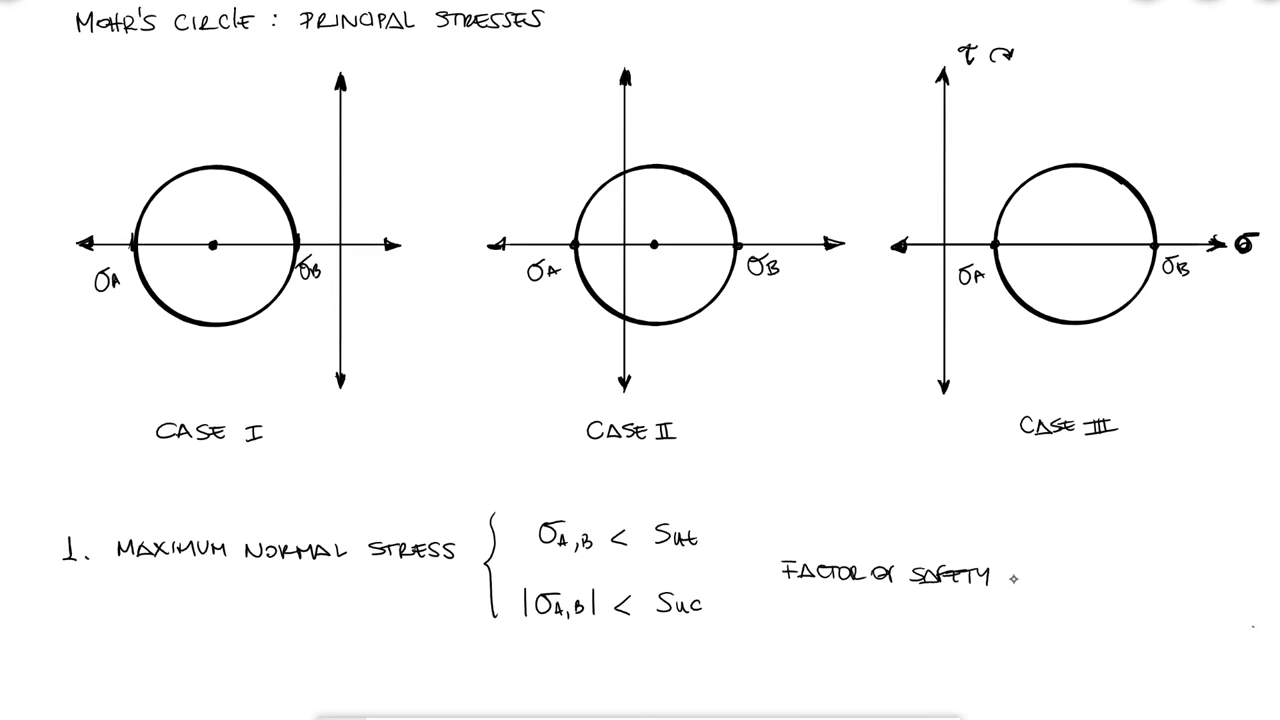 MOHR'S CIRCLE : PRINCIPAL STRESSES
τ
σA σB
σA σB
σA σB σ
CASE I
CASE II
CASE III
1. MAXIMUM NORMAL STRESS
σA,B < Sut
|σA,B| < Suc
FACTOR OF SAFETY